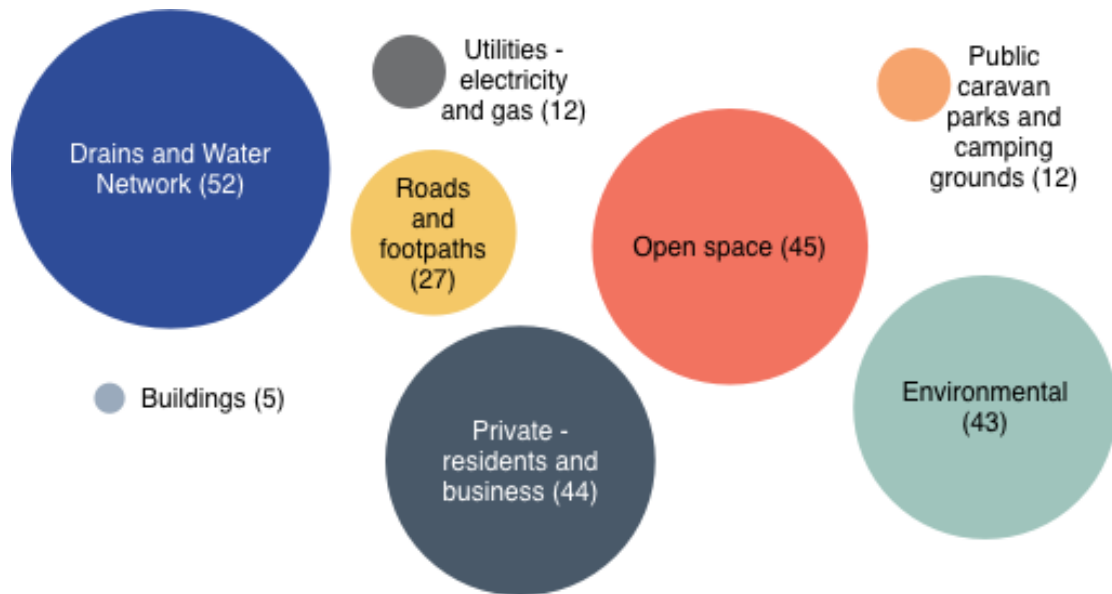 Drains and Water
Network (52)
Utilities -
electricity
and gas (12)
Public
caravan
parks and
camping
grounds (12)
Roads
and
footpaths
(27)
Open space (45)
Buildings (5)
Private -
residents and
business (44)
Environmental
(43)